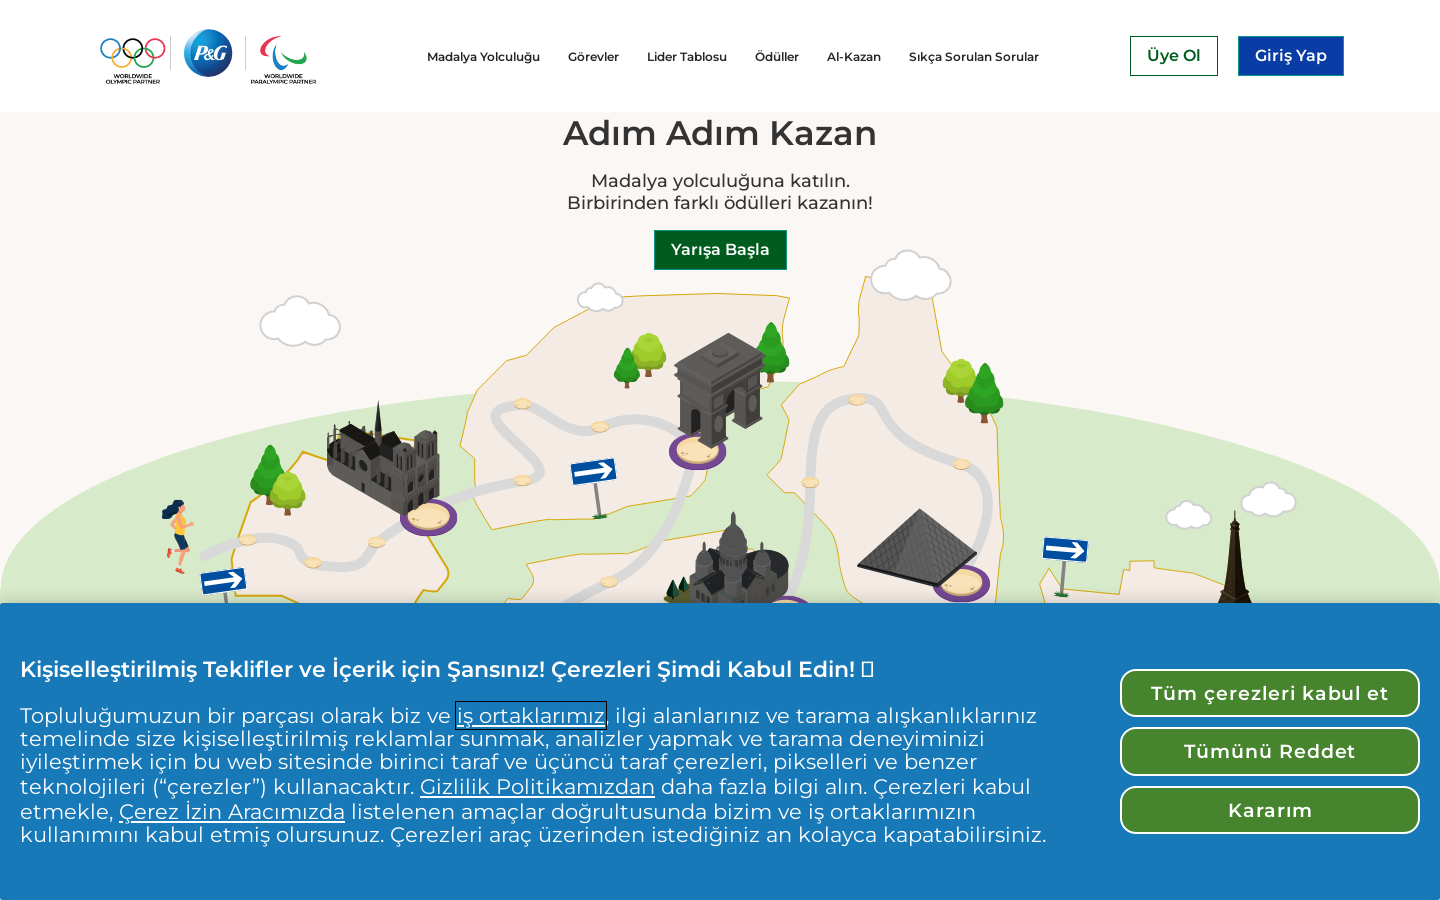 WORLDWIDE
OLYMPIC PARTNER
P&G
WORLDWIDE
PARALYMPIC PARTNER
Madalya Yolculuğu
Görevler
Lider Tablosu
Ödüller
Al-Kazan
Sıkça Sorulan Sorular
Üye Ol
Giriş Yap
Adım Adım Kazan
Madalya yolculuğuna katılın.
Birbirinden farklı ödülleri kazanın!
Yarışa Başla
Kişiselleştirilmiş Teklifler ve İçerik için Şansınız! Çerezleri Şimdi Kabul Edin!
Topluluğumuzun bir parçası olarak biz ve iş ortaklarımız, ilgi alanlarınız ve tarama alışkanlıklarınız
temelinde size kişiselleştirilmiş reklamlar sunmak, analizler yapmak ve tarama deneyiminizi
iyileştirmek için bu web sitesinde birinci taraf ve üçüncü taraf çerezleri, pikselleri ve benzer
teknolojileri (“çerezler”) kullanacaktır. Gizlilik Politikamızdan daha fazla bilgi alın. Çerezleri kabul
etmekle, Çerez İzin Aracımızda listelenen amaçlar doğrultusunda bizim ve iş ortaklarımızın
kullanımını kabul etmiş olursunuz. Çerezleri araç üzerinden istediğiniz an kolayca kapatabilirsiniz.
Tüm çerezleri kabul et
Tümünü Reddet
Kararım